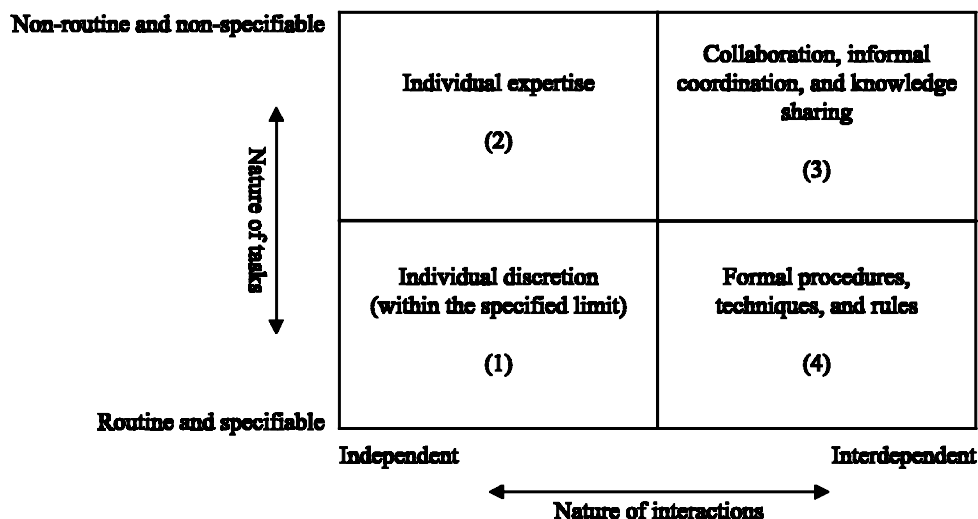 Non-routine and non-specifiable
Individual expertise
(2)
Collaboration, informal
coordination, and knowledge
sharing
(3)
Nature of tasks
Individual discretion
(within the specified limit)
(1)
Formal procedures,
techniques, and rules
(4)
Routine and specifiable
Independent
Interdependent
Nature of interactions